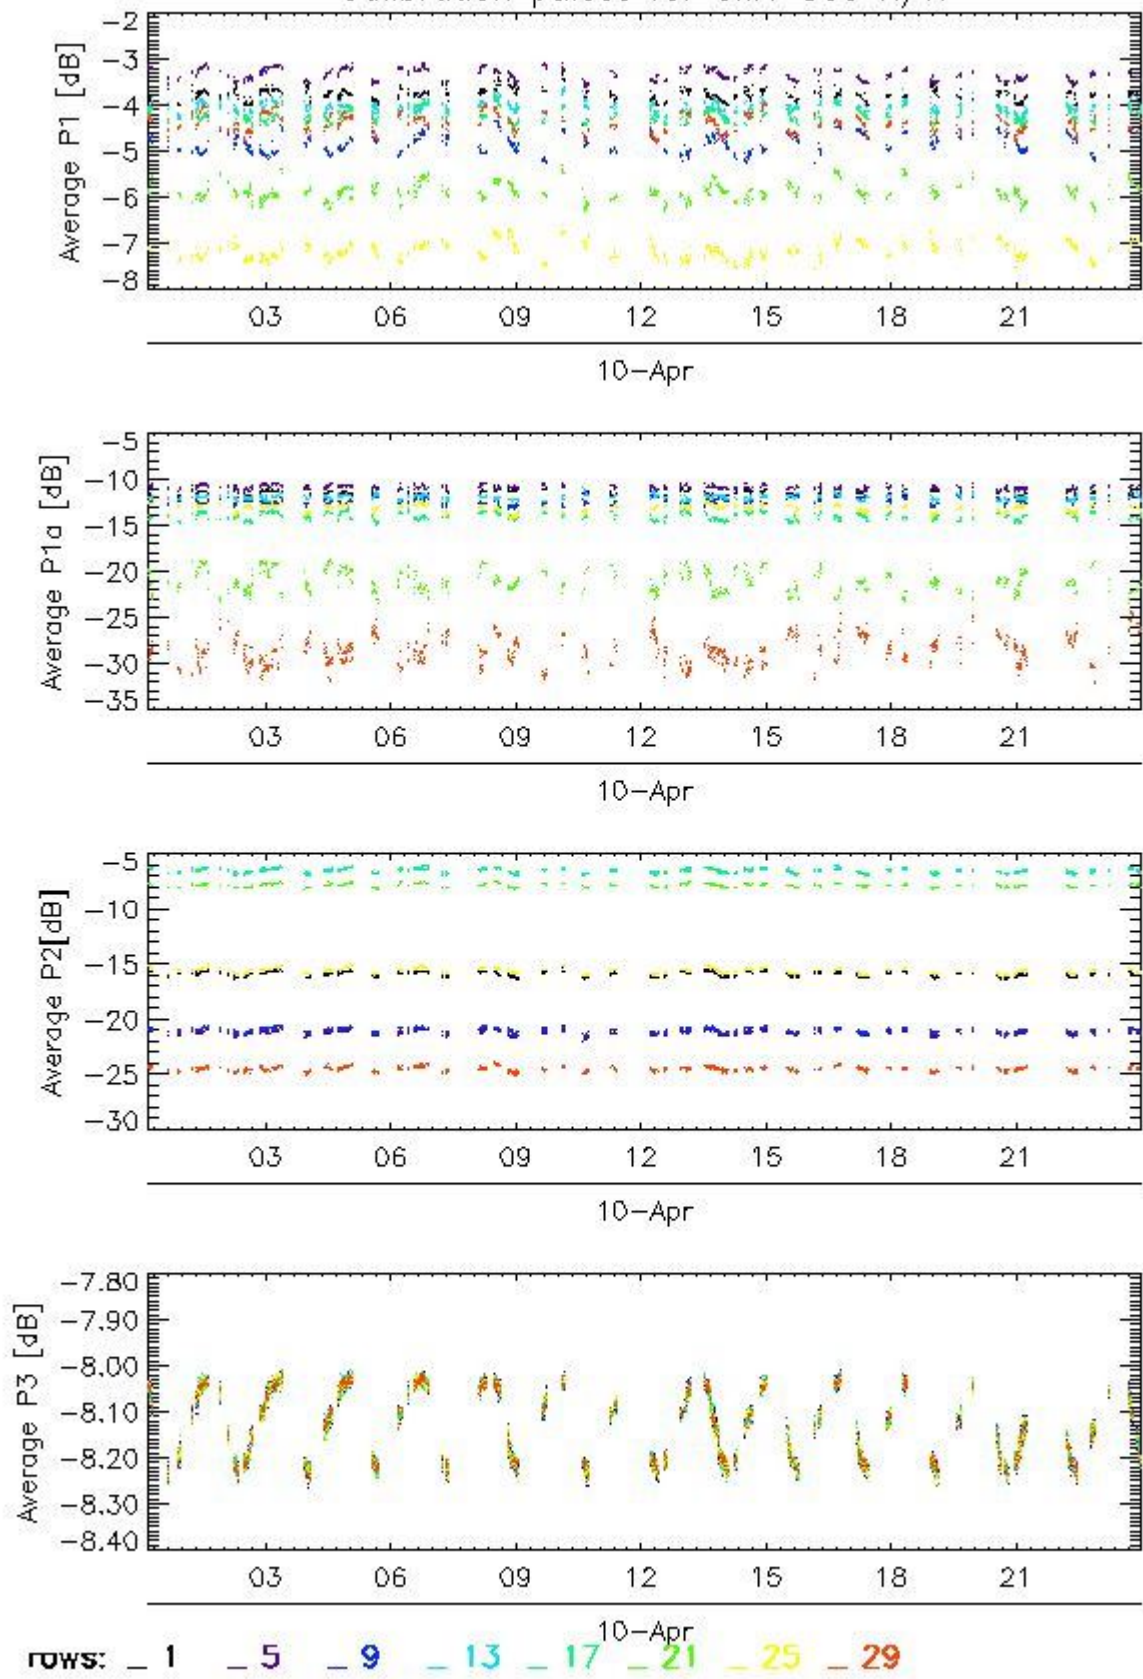 -2
-3
-4
-5
-6
-7
-8
Average P1 [dB]
03 06 09 12 15 18 21
10-Apr
-5
-10
-15
-20
-25
-30
-35
Average P1a [dB]
03 06 09 12 15 18 21
10-Apr
-5
-10
-15
-20
-25
-30
Average P2[dB]
03 06 09 12 15 18 21
10-Apr
-7.80
-7.90
-8.00
-8.10
-8.20
-8.30
-8.40
Average P3 [dB]
03 06 09 12 15 18 21
10-Apr
rows: _ 1 _ 5 _ 9 _ 13 _ 17 _ 21 _ 25 _ 29